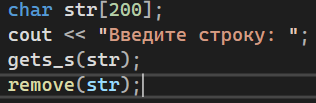 char str[200];
cout << "Введите строку: ";
gets_s(str);
remove(str);